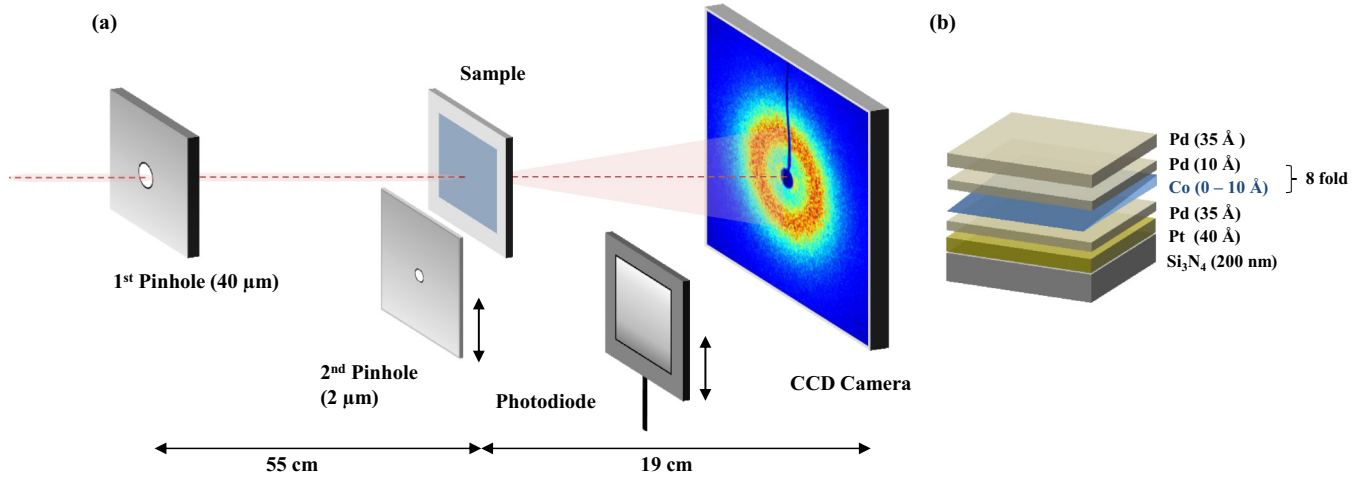 (a)
Sample
1st Pinhole (40 µm)
2nd Pinhole
(2 µm)
Photodiode
CCD Camera
55 cm
19 cm
(b)
Pd (35 Å )
Pd (10 Å)
Co (0 – 10 Å)
8 fold
Pd (35 Å)
Pt (40 Å)
Si₃N₄ (200 nm)